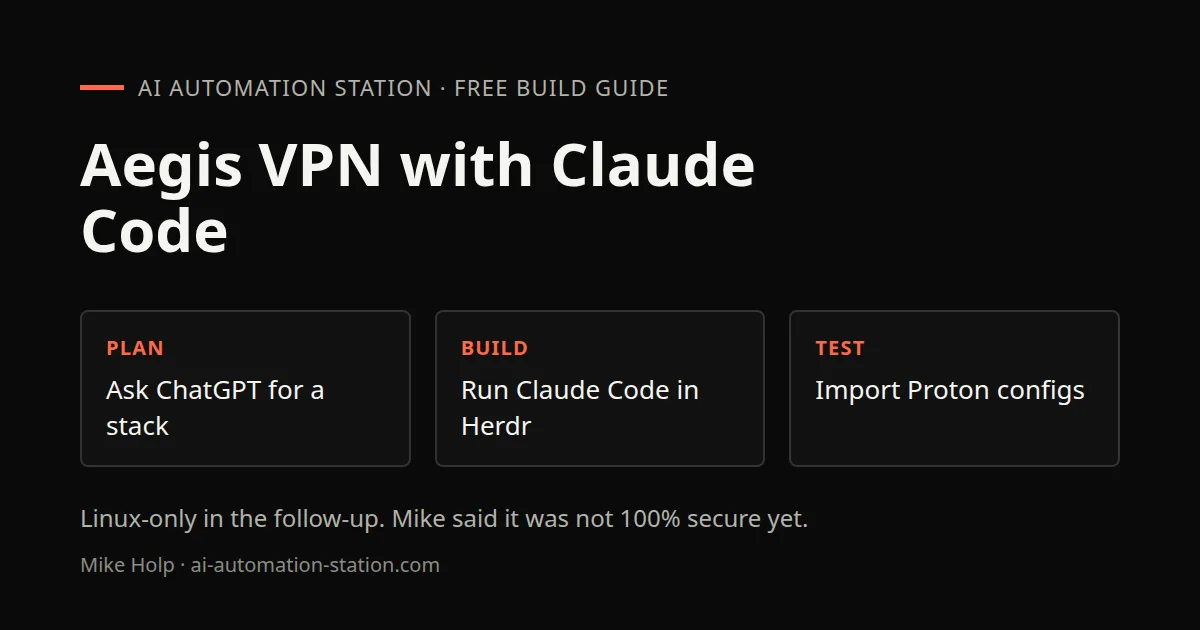 AI AUTOMATION STATION · FREE BUILD GUIDE
Aegis VPN with Claude
Code
PLAN
Ask ChatGPT for a
stack
BUILD
Run Claude Code in
Herdr
TEST
Import Proton configs
Linux-only in the follow-up. Mike said it was not 100% secure yet.
Mike Holp · ai-automation-station.com